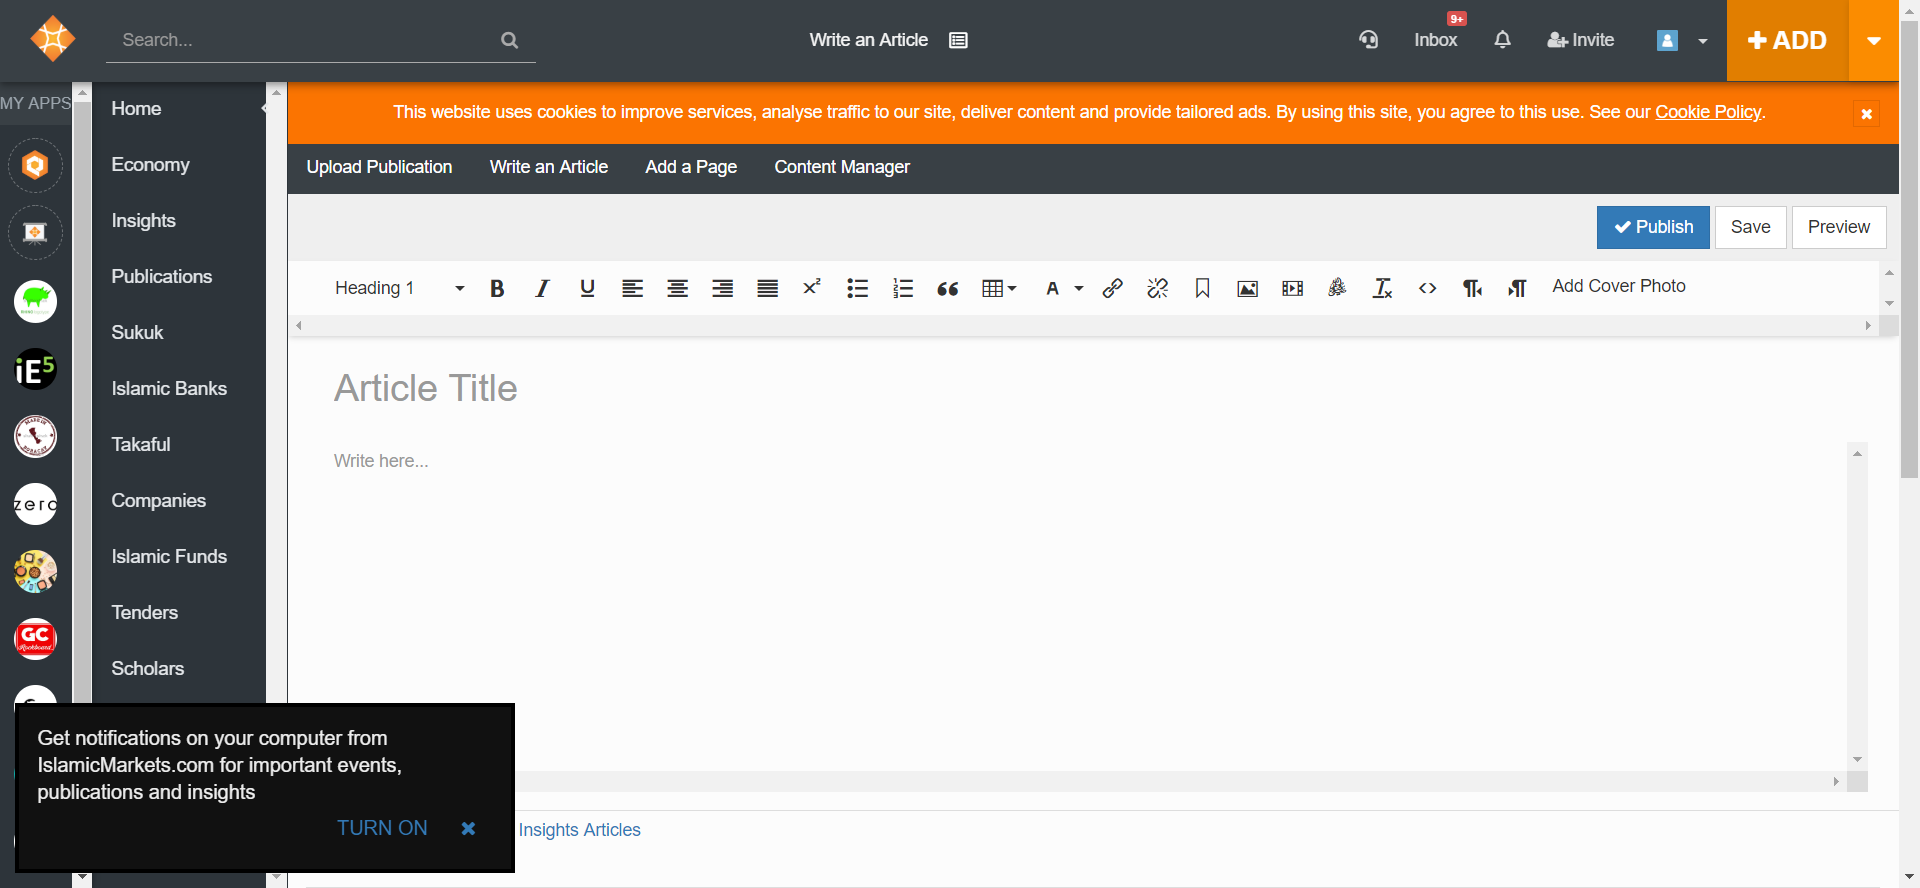 Search...
Write an Article
9+
Inbox
Invite
ADD
MY APPS
Home
Economy
Insights
Publications
Sukuk
Islamic Banks
Takaful
Companies
Islamic Funds
Tenders
Scholars
iE5
zero
GC
Rockboard
This website uses cookies to improve services, analyse traffic to our site, deliver content and provide tailored ads. By using this site, you agree to this use. See our Cookie Policy.
Upload Publication Write an Article Add a Page Content Manager
Publish Save Preview
Heading 1 Add Cover Photo
Article Title
Write here...
Get notifications on your computer from
IslamicMarkets.com for important events,
publications and insights
TURN ON
Insights Articles